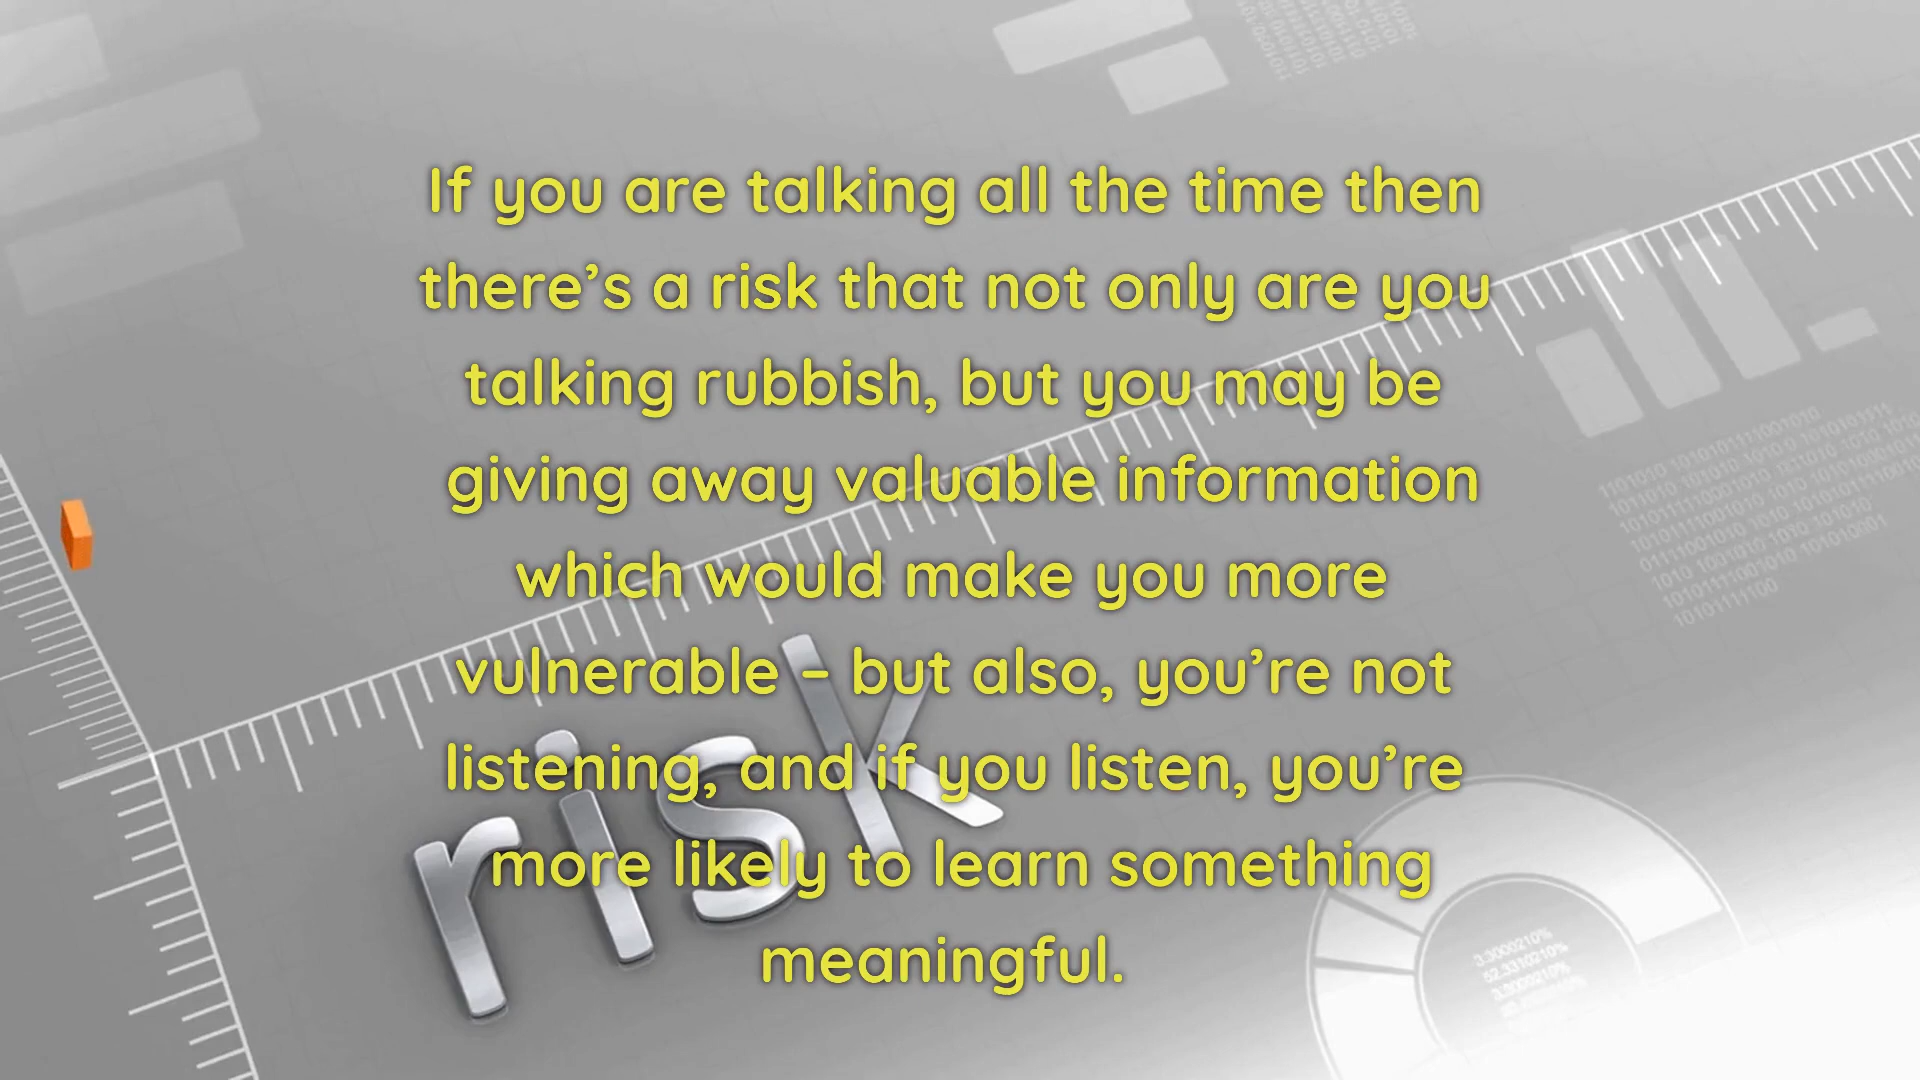 If you are talking all the time then
there’s a risk that not only are you
talking rubbish, but you may be
giving away valuable information
which would make you more
vulnerable – but also, you’re not
listening, and if you listen, you’re
more likely to learn something
meaningful.
risk